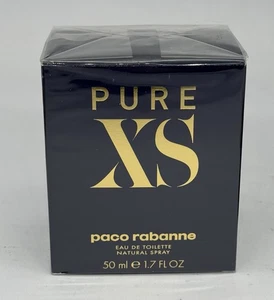 PURE
XS
paco rabanne
EAU DE TOILETTE
NATURAL SPRAY
50 ml ℮ 1.7 FL OZ